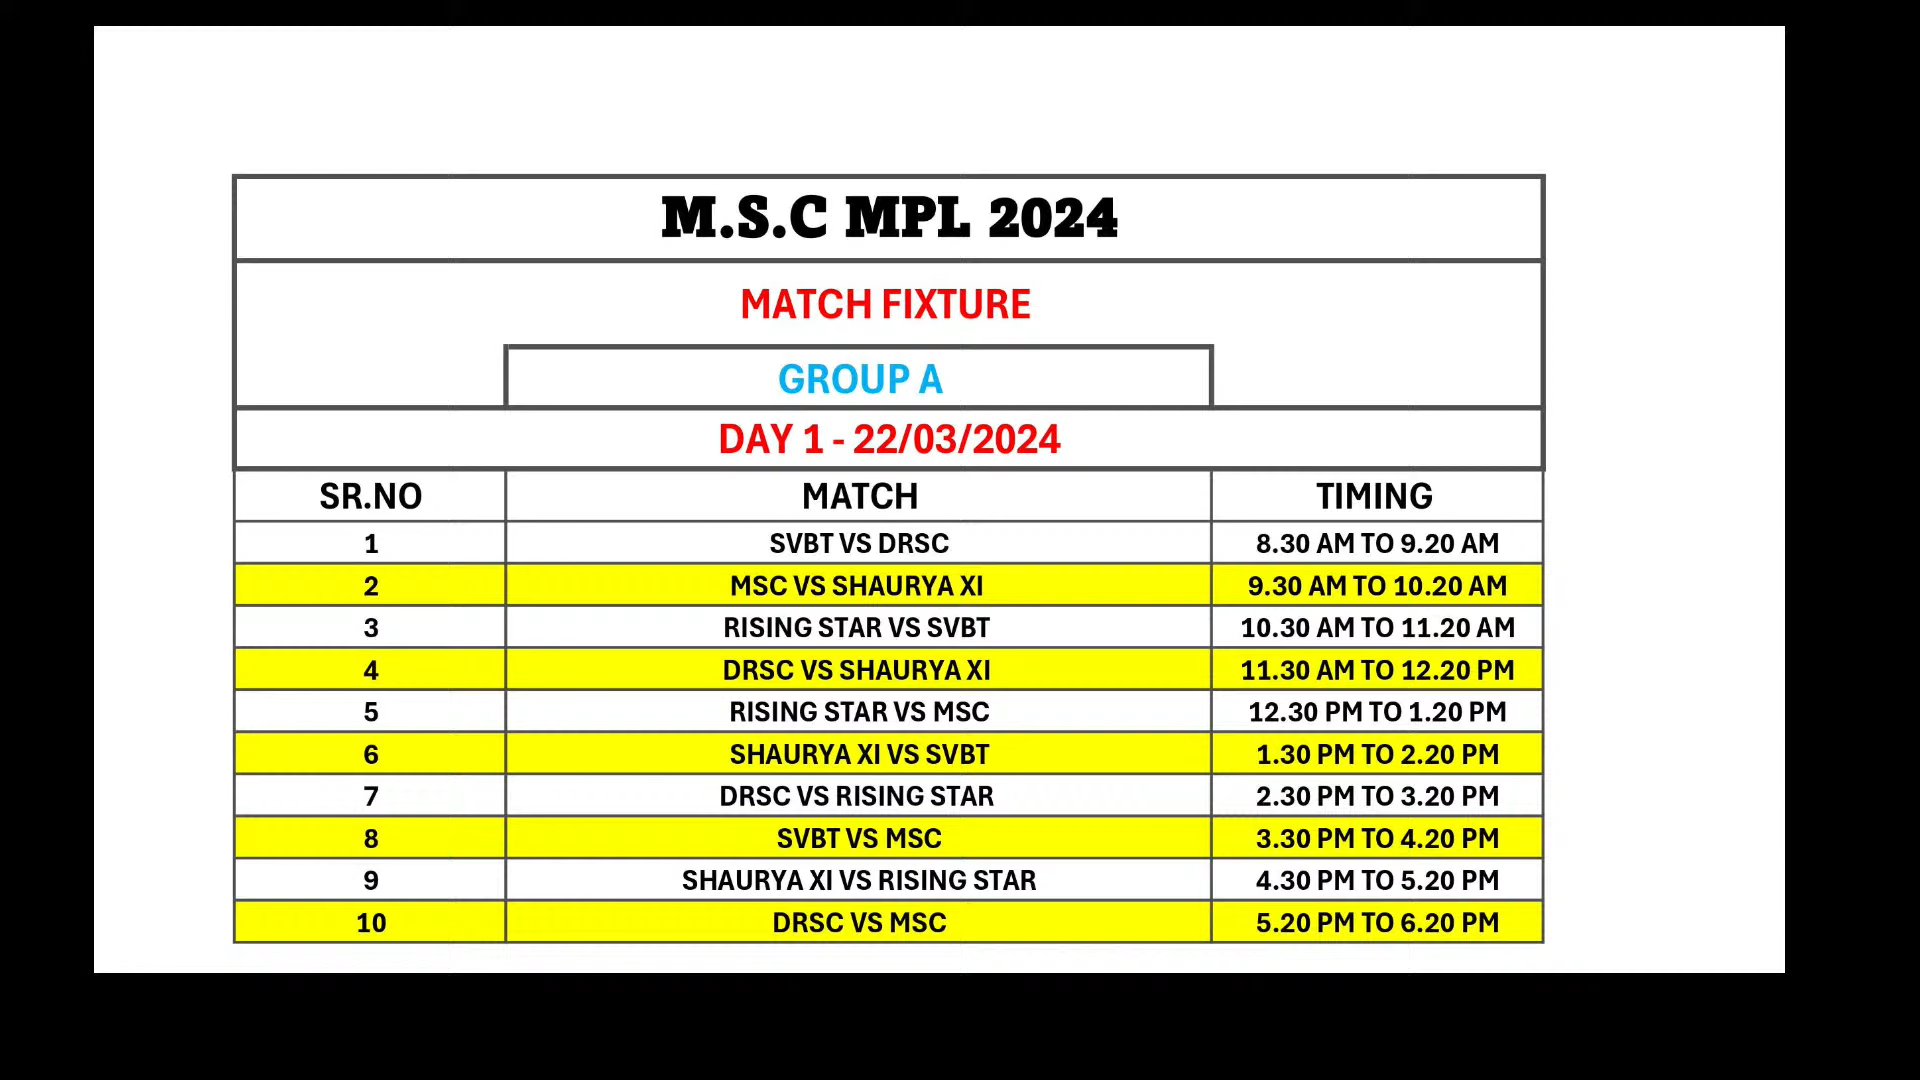 M.S.C MPL 2024
MATCH FIXTURE
GROUP A
DAY 1 - 22/03/2024
SR.NO MATCH TIMING
1 SVBT VS DRSC 8.30 AM TO 9.20 AM
2 MSC VS SHAURYA XI 9.30 AM TO 10.20 AM
3 RISING STAR VS SVBT 10.30 AM TO 11.20 AM
4 DRSC VS SHAURYA XI 11.30 AM TO 12.20 PM
5 RISING STAR VS MSC 12.30 PM TO 1.20 PM
6 SHAURYA XI VS SVBT 1.30 PM TO 2.20 PM
7 DRSC VS RISING STAR 2.30 PM TO 3.20 PM
8 SVBT VS MSC 3.30 PM TO 4.20 PM
9 SHAURYA XI VS RISING STAR 4.30 PM TO 5.20 PM
10 DRSC VS MSC 5.20 PM TO 6.20 PM